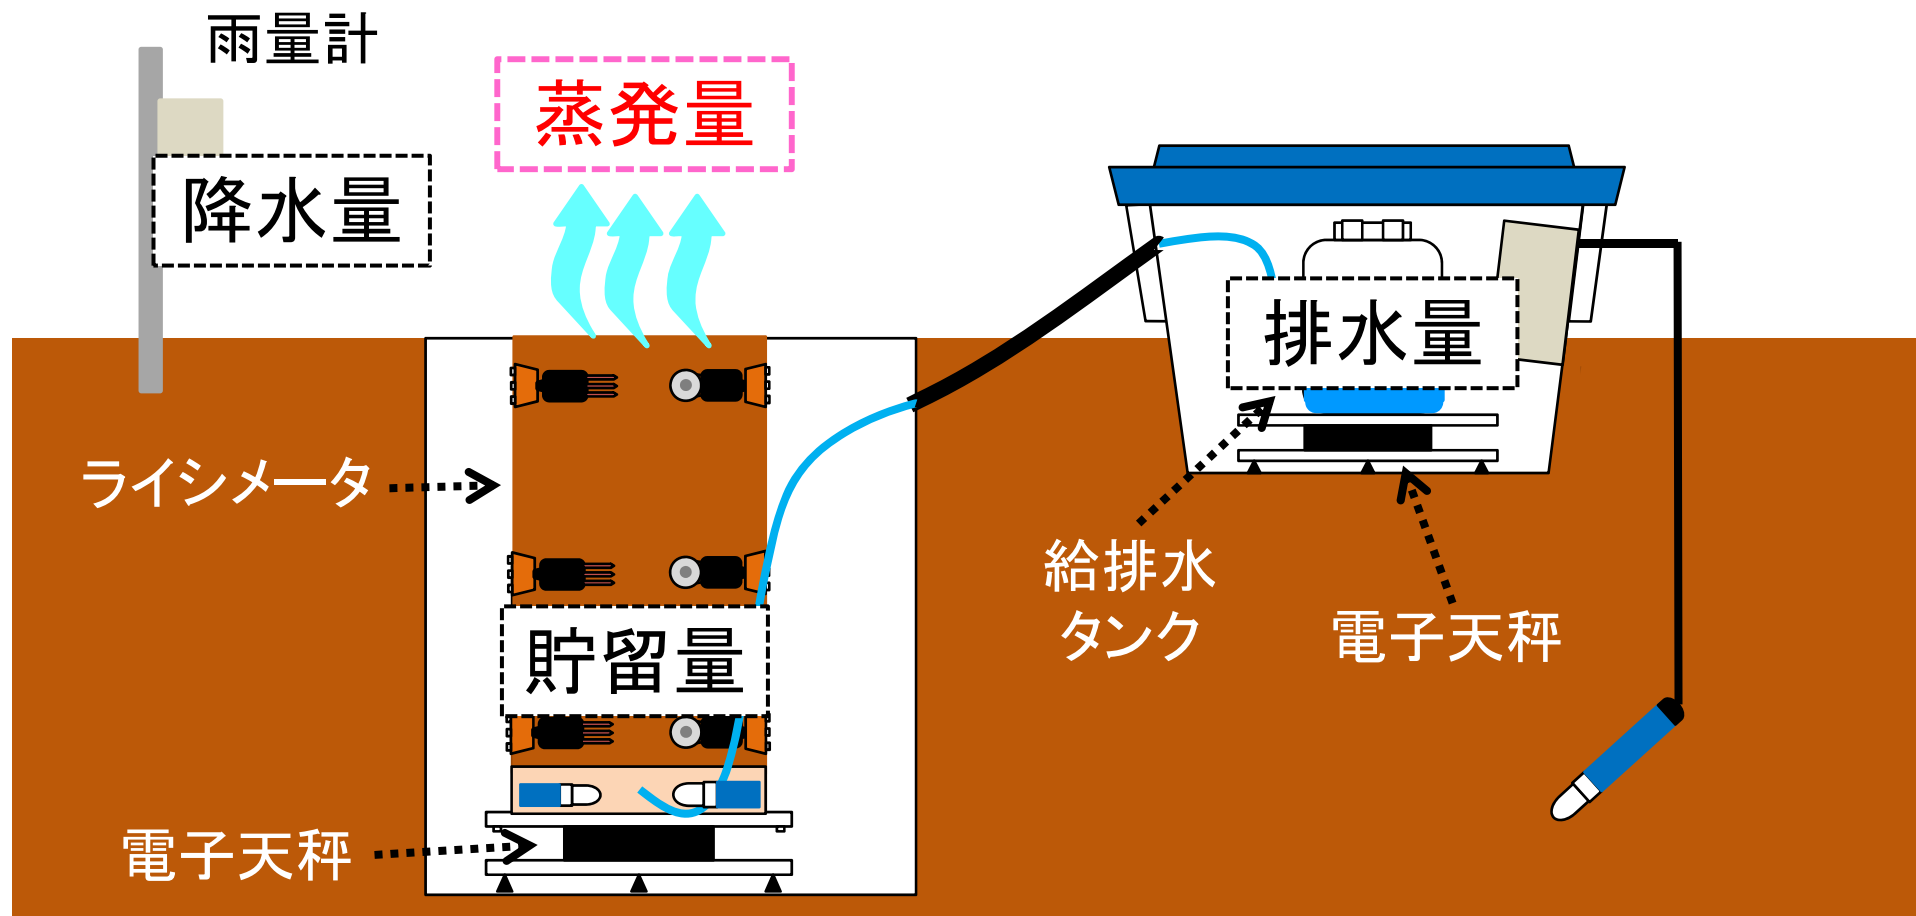 雨量計
蒸発量
降水量
排水量
ライシメータ
給排水
タンク
電子天秤
貯留量
電子天秤